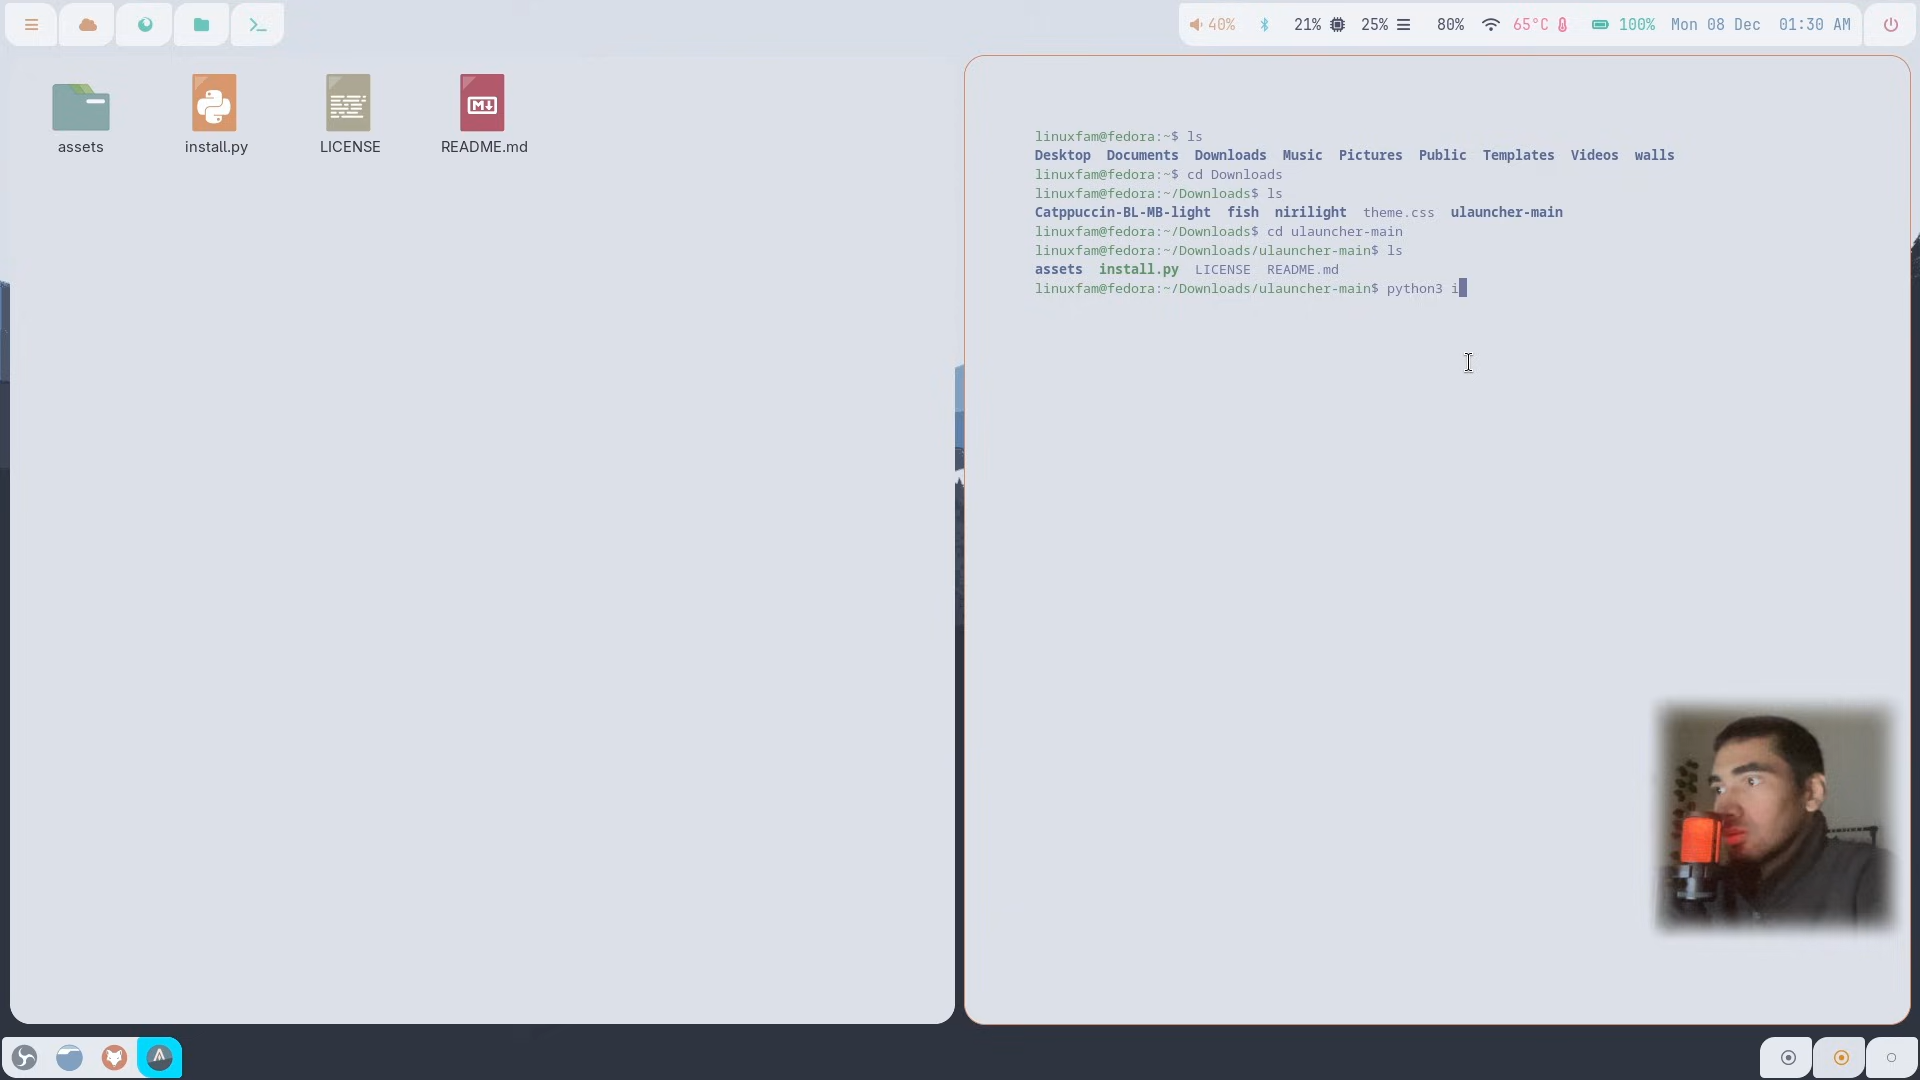 40% 21% 25% 80% 65°C 100% Mon 08 Dec 01:30 AM
assets install.py LICENSE README.md
linuxfam@fedora:~$ ls
Desktop Documents Downloads Music Pictures Public Templates Videos walls
linuxfam@fedora:~$ cd Downloads
linuxfam@fedora:~/Downloads$ ls
Catppuccin-BL-MB-light fish nirilight theme.css ulauncher-main
linuxfam@fedora:~/Downloads$ cd ulauncher-main
linuxfam@fedora:~/Downloads/ulauncher-main$ ls
assets install.py LICENSE README.md
linuxfam@fedora:~/Downloads/ulauncher-main$ python3 i